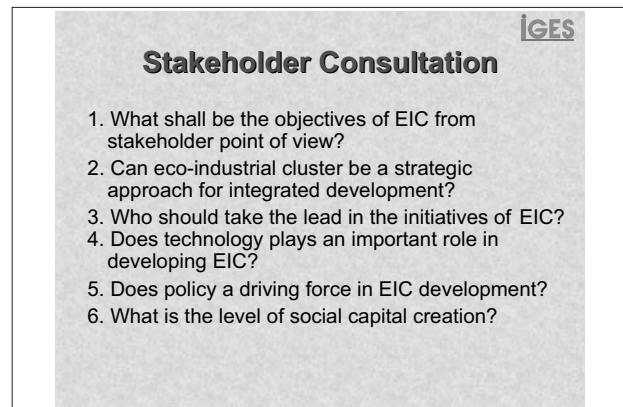 iGES
Stakeholder Consultation
1. What shall be the objectives of EIC from
stakeholder point of view?
2. Can eco-industrial cluster be a strategic
approach for integrated development?
3. Who should take the lead in the initiatives of EIC?
4. Does technology plays an important role in
developing EIC?
5. Does policy a driving force in EIC development?
6. What is the level of social capital creation?